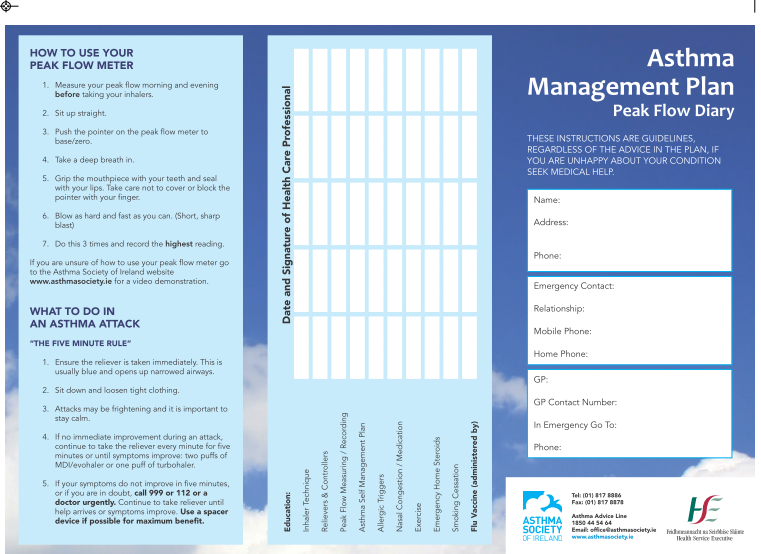 HOW TO USE YOUR
PEAK FLOW METER
1. Measure your peak flow morning and evening
before taking your inhalers.
2. Sit up straight.
3. Push the pointer on the peak flow meter to
base/zero.
4. Take a deep breath in.
5. Grip the mouthpiece with your teeth and seal
with your lips. Take care not to cover or block the
pointer with your finger.
6. Blow as hard and fast as you can. (Short, sharp
blast)
7. Do this 3 times and record the highest reading.
If you are unsure of how to use your peak flow meter go
to the Asthma Society of Ireland website
www.asthmasociety.ie for a video demonstration.
WHAT TO DO IN
AN ASTHMA ATTACK
“THE FIVE MINUTE RULE”
1. Ensure the reliever is taken immediately. This is
usually blue and opens up narrowed airways.
2. Sit down and loosen tight clothing.
3. Attacks may be frightening and it is important to
stay calm.
4. If no immediate improvement during an attack,
continue to take the reliever every minute for five
minutes or until symptoms improve: two puffs of
MDI/evohaler or one puff of turbohaler.
5. If your symptoms do not improve in five minutes,
or if you are in doubt, call 999 or 112 or a
doctor urgently. Continue to take reliever until
help arrives or symptoms improve. Use a spacer
device if possible for maximum benefit.
Date and Signature of Health Care Professional
Education:
Inhaler Technique
Relievers & Controllers
Peak Flow Measuring / Recording
Asthma Self Management Plan
Allergic Triggers
Nasal Congestion / Medication
Exercise
Emergency Home Steroids
Smoking Cessation
Flu Vaccine (administered by)
Asthma
Management Plan
Peak Flow Diary
THESE INSTRUCTIONS ARE GUIDELINES,
REGARDLESS OF THE ADVICE IN THE PLAN, IF
YOU ARE UNHAPPY ABOUT YOUR CONDITION
SEEK MEDICAL HELP.
Name:
Address:
Phone:
Emergency Contact:
Relationship:
Mobile Phone:
Home Phone:
GP:
GP Contact Number:
In Emergency Go To:
Phone:
ASTHMA
SOCIETY
OF IRELAND
Tel: (01) 817 8886
Fax: (01) 817 8878
Asthma Advice Line
1850 44 54 64
Email: office@asthmasociety.ie
www.asthmasociety.ie
Feidhmeannacht na Seirbhíse Sláinte
Health Service Executive